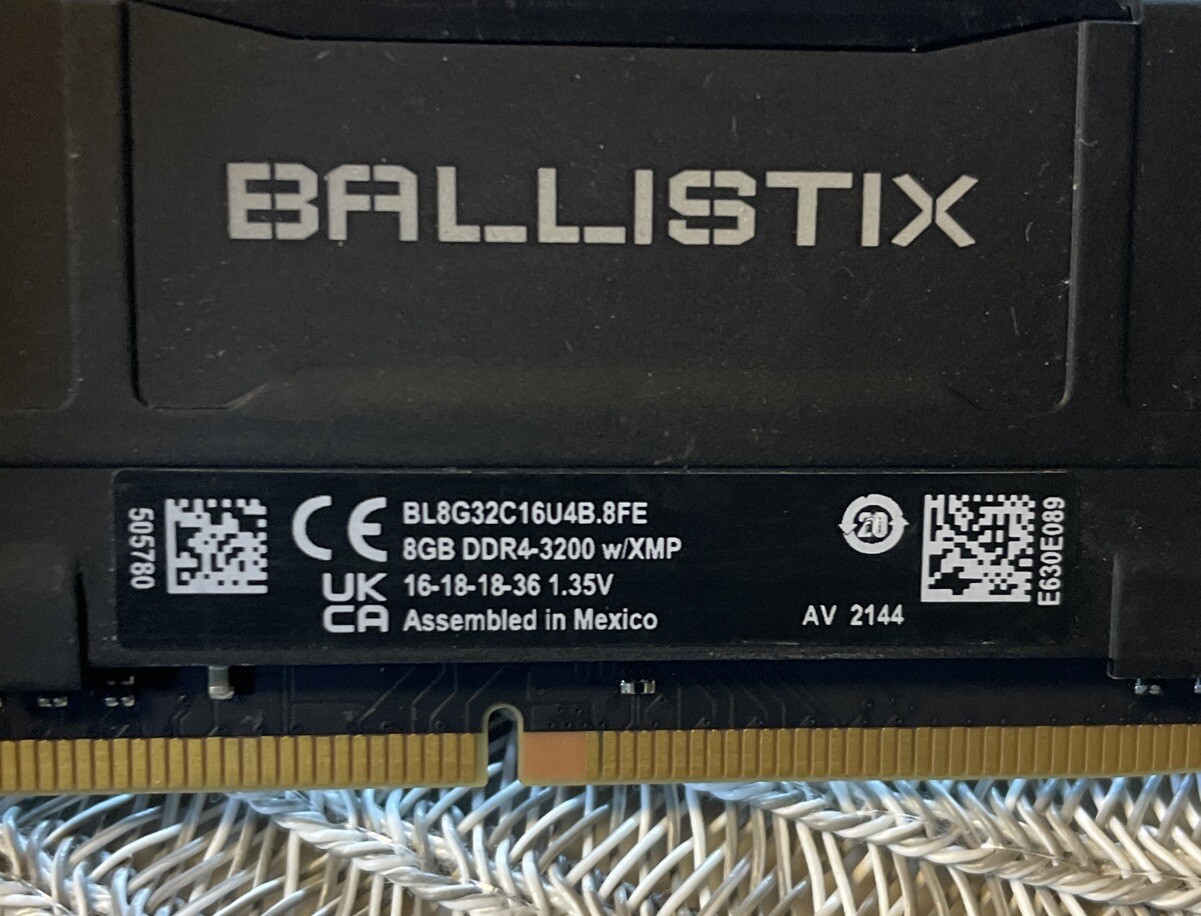 BALLISTIX
505780
CE
BL8G32C16U4B.8FE
8GB DDR4-3200 w/XMP
UK
CA
16-18-18-36 1.35V
Assembled in Mexico
20
AV 2144
E630E089